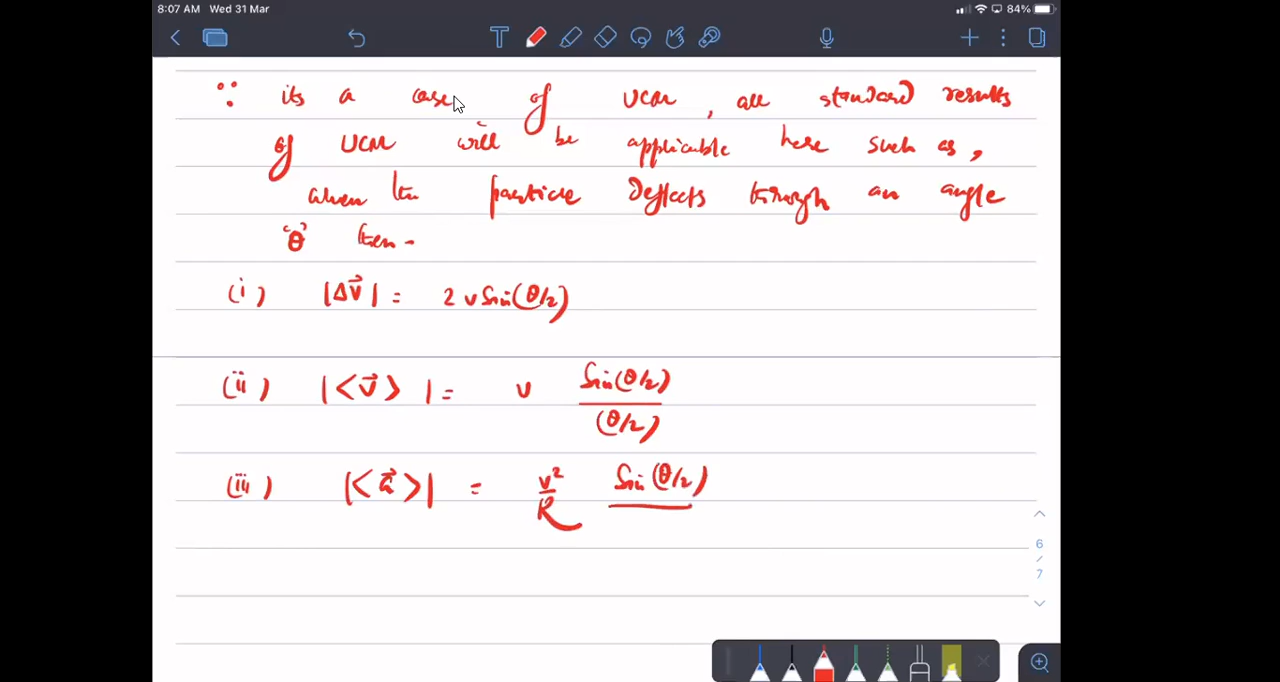 8:07 AM Wed 31 Mar 84%
∵ its a case of UCM, all standard results
of UCM will be applicable here such as,
when the particle deflects through an angle
'θ' then -
(i) |Δv⃗| = 2 v Sin(θ/2)
(ii) |<v⃗>| = v Sin(θ/2) / (θ/2)
(iii) |<a⃗>| = v²/R Sin(θ/2)
6
/
7